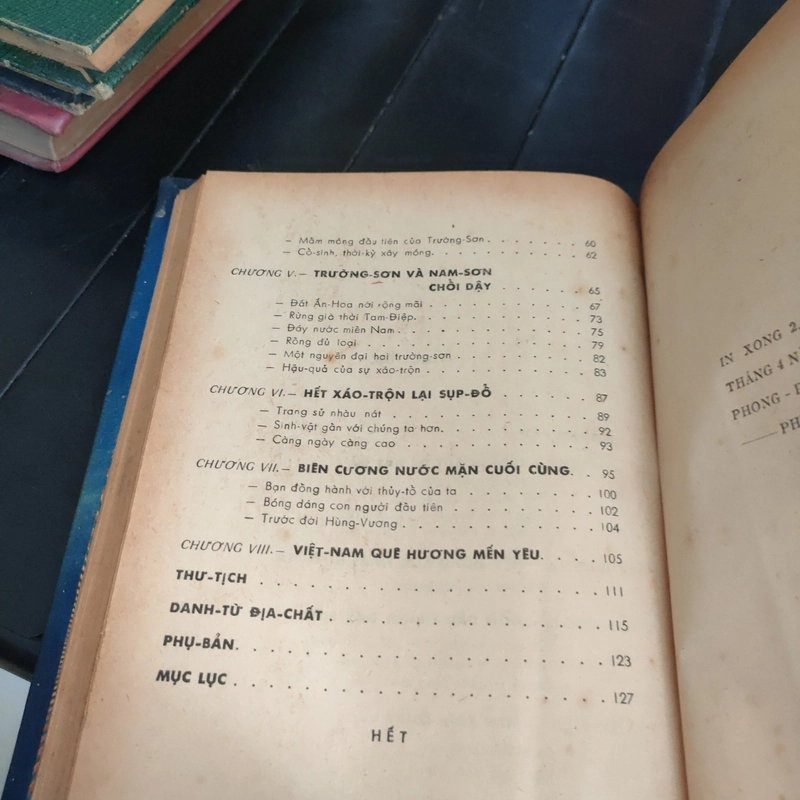 — Mầm mống đầu tiên của Trường-Sơn . . . . . . . 60
— Cổ-sinh, thời-kỳ xây móng. . . . . . . . . 62
CHƯƠNG V.— TRƯỜNG-SƠN VÀ NAM-SƠN
CHỖI DẬY . . . . . . 65
— Đất Ấn-Hoa nới rộng mãi . . . . . . . . . 67
— Rừng già thời Tam-Điệp. . . . . . . . . . 73
— Đáy nước miền Nam . . . . . . . . . . . 75
— Rồng đủ loại . . . . . . . . . . . . . 79
— Một nguyên đại hai trường-sơn . . . . . . . . 82
— Hậu-quả của sự xáo-trộn . . . . . . . . . . 83
CHƯƠNG VI.— HẾT XÁO-TRỘN LẠI SỤP-ĐỔ . . . . . 87
— Trang sử nhàu nát . . . . . . . . . . . 89
— Sinh-vật gần với chúng ta hơn. . . . . . . . . 92
— Càng ngày càng cao . . . . . . . . . . . 93
CHƯƠNG VII.— BIÊN CƯƠNG NƯỚC MẶN CUỐI CÙNG. . 95
— Bạn đồng hành với thủy-tổ của ta . . . . . . . . 100
— Bóng dáng con người đầu tiên . . . . . . . . . 102
— Trước đời Hùng-Vương . . . . . . . . . . . 104
CHƯƠNG VIII.— VIỆT-NAM QUÊ HƯƠNG MẾN YÊU. . . . 105
THƯ-TỊCH . . . . . . . . . . . . . . . . . . 111
DANH-TỪ ĐỊA-CHẤT . . . . . . . . . . . . . . . 115
PHỤ-BẢN. . . . . . . . . . . . . . . . . . . 123
MỤC LỤC . . . . . . . . . . . . . . . . . . . 127
HẾT
IN XONG 2.
THÁNG 4
PHONG -